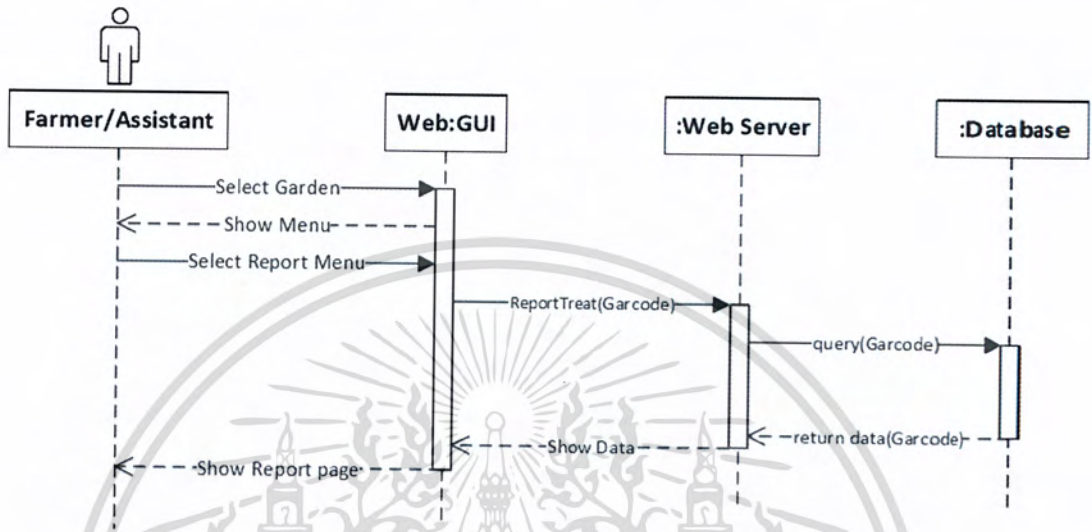 Farmer/Assistant
Web:GUI
:Web Server
:Database
Select Garden
Show Menu
Select Report Menu
ReportTreat(Garcode)
query(Garcode)
return data(Garcode)
Show Data
Show Report page